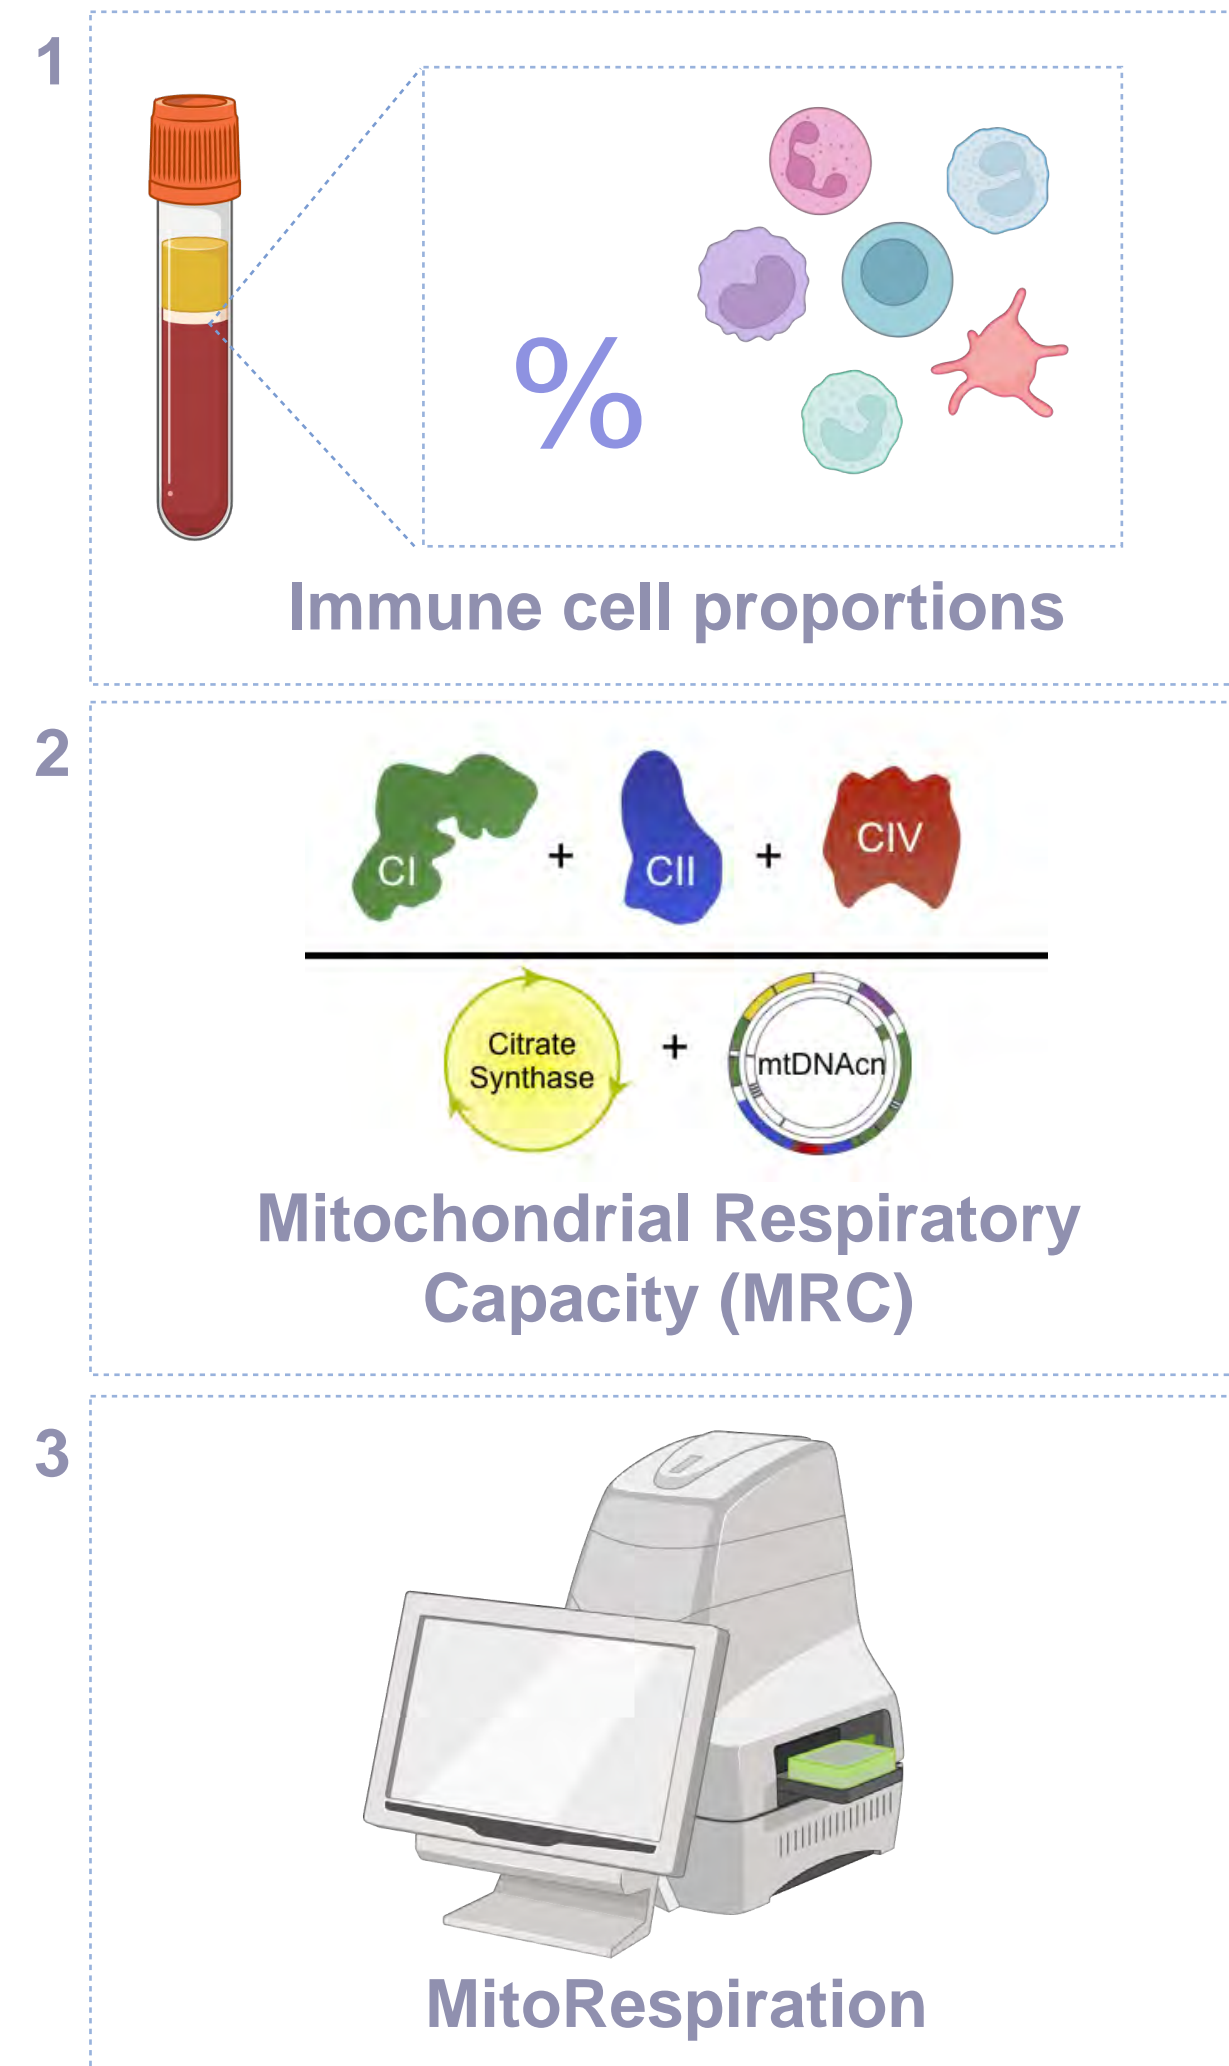 1
%
Immune cell proportions
2
CI + CII + CIV
Citrate
Synthase
+
mtDNAcn
Mitochondrial Respiratory
Capacity (MRC)
3
MitoRespiration